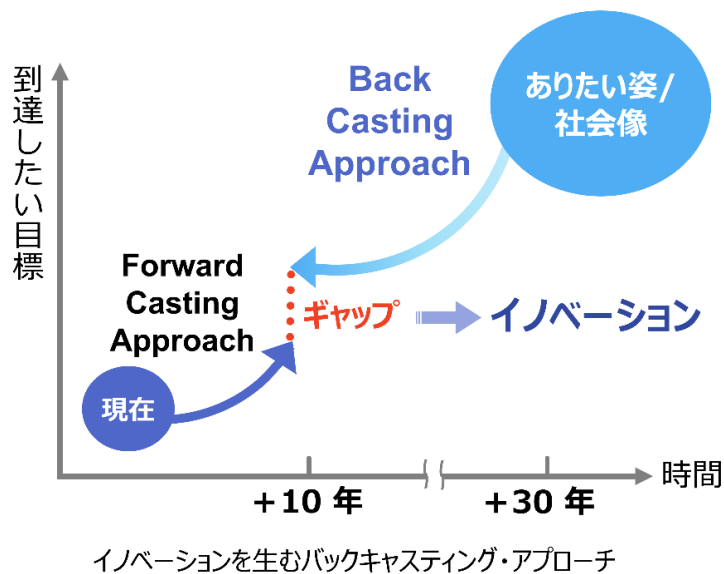 到達したい目標
Back
Casting
Approach
ありたい姿/
社会像
Forward
Casting
Approach
ギャップ
イノベーション
現在
+10 年
+30 年
時間
イノベーションを生むバックキャスティング・アプローチ